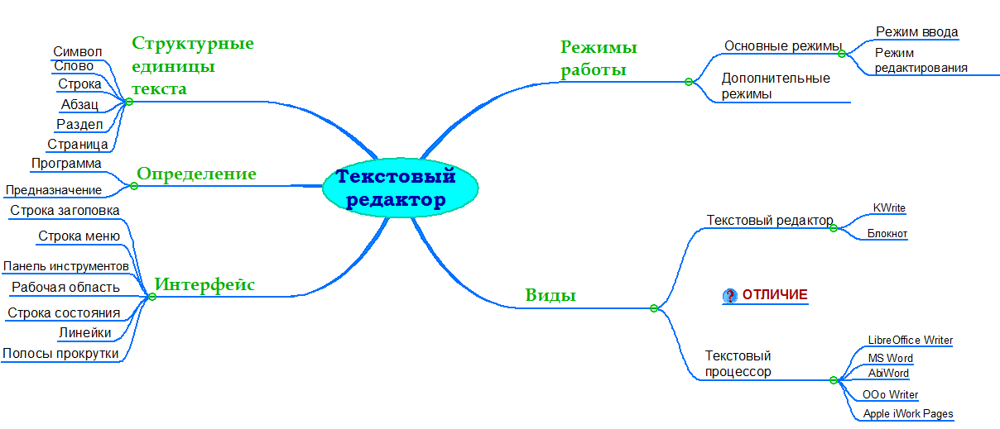 Текстовый
редактор
Структурные
единицы
текста
Символ
Слово
Строка
Абзац
Раздел
Страница
Определение
Программа
Предназначение
Интерфейс
Строка заголовка
Строка меню
Панель инструментов
Рабочая область
Строка состояния
Линейки
Полосы прокрутки
Режимы
работы
Основные режимы
Режим ввода
Режим
редактирования
Дополнительные
режимы
Виды
Текстовый редактор
KWrite
Блокнот
? ОТЛИЧИЕ
Текстовый
процессор
LibreOffice Writer
MS Word
AbiWord
OOo Writer
Apple iWork Pages